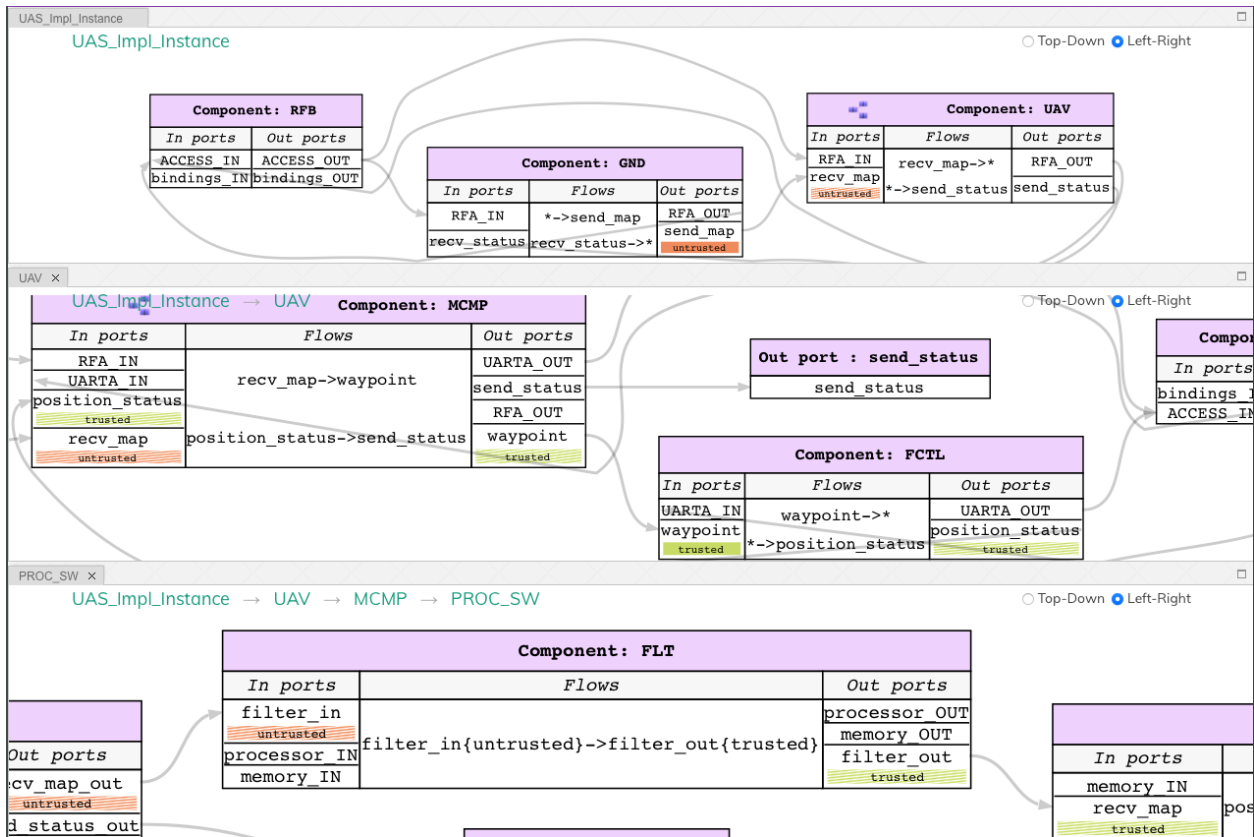 UAS_Impl_Instance
UAS_Impl_Instance
Top-Down Left-Right
Component: RFB
In ports Out ports
ACCESS_IN ACCESS_OUT
bindings_IN bindings_OUT
Component: GND
In ports Flows Out ports
RFA_IN *->send_map RFA_OUT
send_map
recv_status recv_status->* untrusted
Component: UAV
In ports Flows Out ports
RFA_IN recv_map->* RFA_OUT
recv_map
untrusted *->send_status send_status
UAV ×
UAS_Impl_Instance → UAV
Top-Down Left-Right
Component: MCMP
In ports Flows Out ports
RFA_IN UARTA_OUT
UARTA_IN recv_map->waypoint send_status
position_status RFA_OUT
trusted
recv_map position_status->send_status waypoint
untrusted trusted
Out port : send_status
send_status
Compo
In ports
bindings_I
ACCESS_IN
Component: FCTL
In ports Flows Out ports
UARTA_IN waypoint->* UARTA_OUT
waypoint position_status
trusted *->position_status trusted
PROC_SW ×
UAS_Impl_Instance → UAV → MCMP → PROC_SW
Top-Down Left-Right
Component: FLT
In ports Flows Out ports
filter_in processor_OUT
untrusted memory_OUT
processor_IN filter_in{untrusted}->filter_out{trusted} filter_out
memory_IN trusted
Out ports
cv_map_out
untrusted
d status out
In ports
memory_IN
recv_map pos
trusted